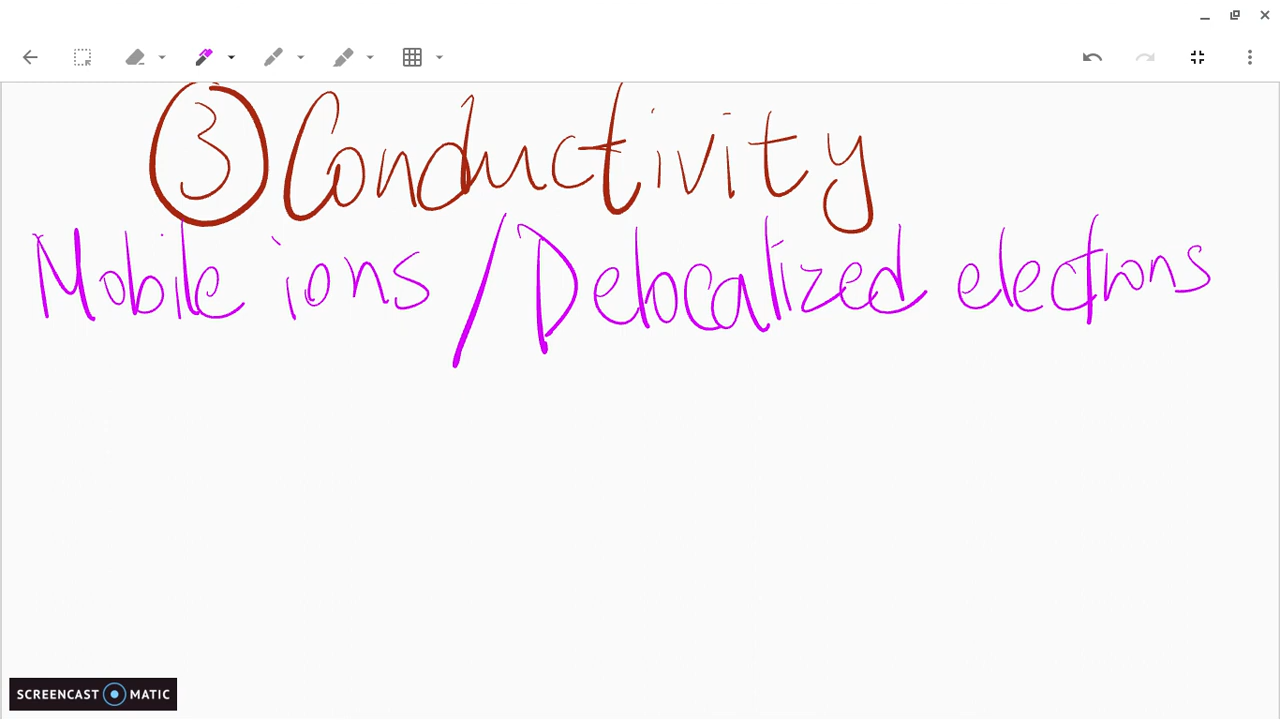 ③ Conductivity
Mobile ions / Delocalized electrons
SCREENCAST MATIC